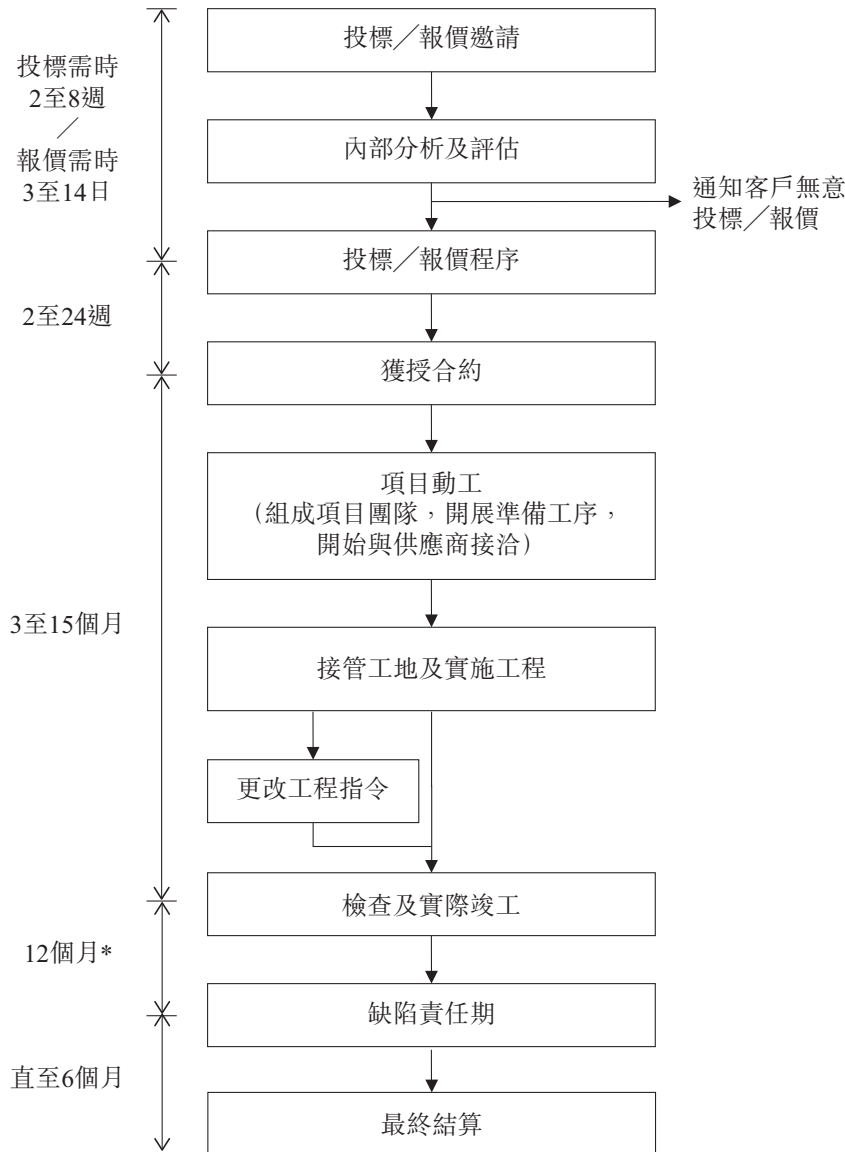 投標／報價邀請
投標需時
2至8週
／
報價需時
3至14日
內部分析及評估
通知客戶無意
投標／報價
投標／報價程序
2至24週
獲授合約
項目動工
（組成項目團隊，開展準備工序，
開始與供應商接洽）
3至15個月
接管工地及實施工程
更改工程指令
檢查及實際竣工
12個月*
缺陷責任期
直至6個月
最終結算